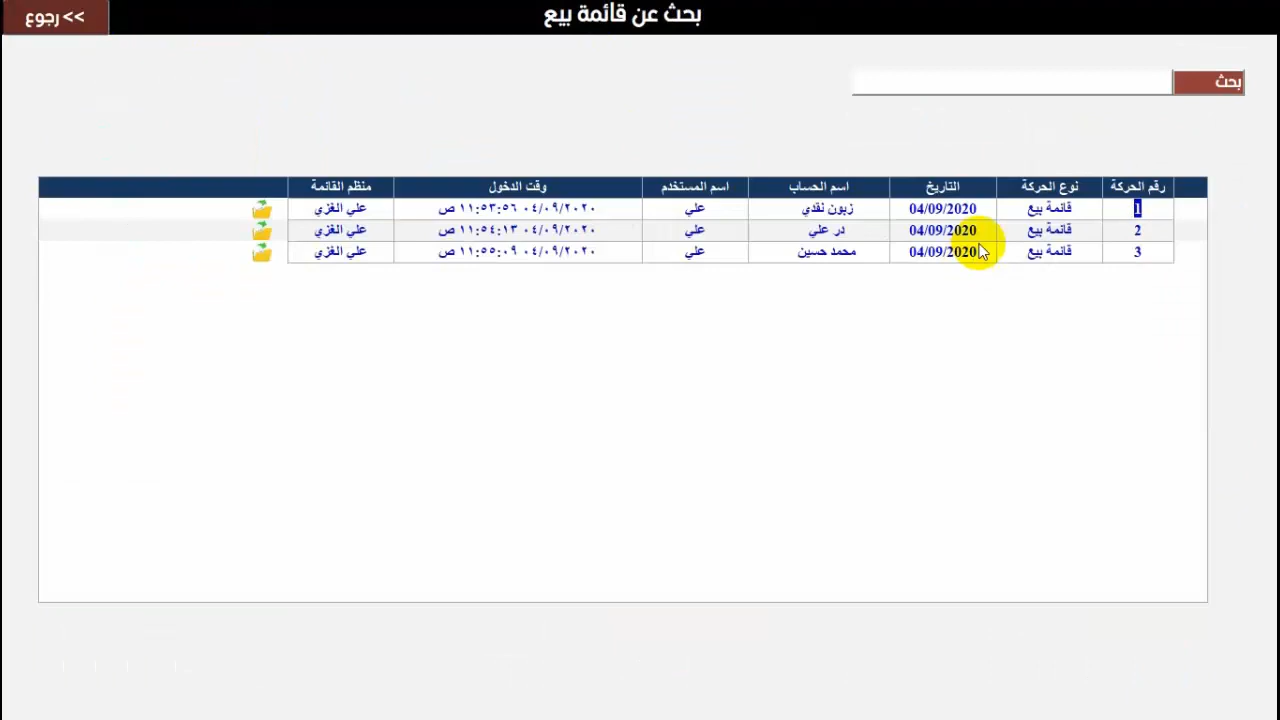 بحث عن قائمة بيع
رجوع >>
بحث
رقم الحركة نوع الحركة التاريخ اسم الحساب اسم المستخدم وقت الدخول منظم القائمة
1 قائمة بيع 04/09/2020 زبون نقدي علي ٠٤/٠٩/٢٠٢٠ ١١:٥٣:٥٦ ص علي الغزي
2 قائمة بيع 04/09/2020 در علي علي ٠٤/٠٩/٢٠٢٠ ١١:٥٤:١٣ ص علي الغزي
3 قائمة بيع 04/09/2020 محمد حسين علي ٠٤/٠٩/٢٠٢٠ ١١:٥٥:٠٩ ص علي الغزي